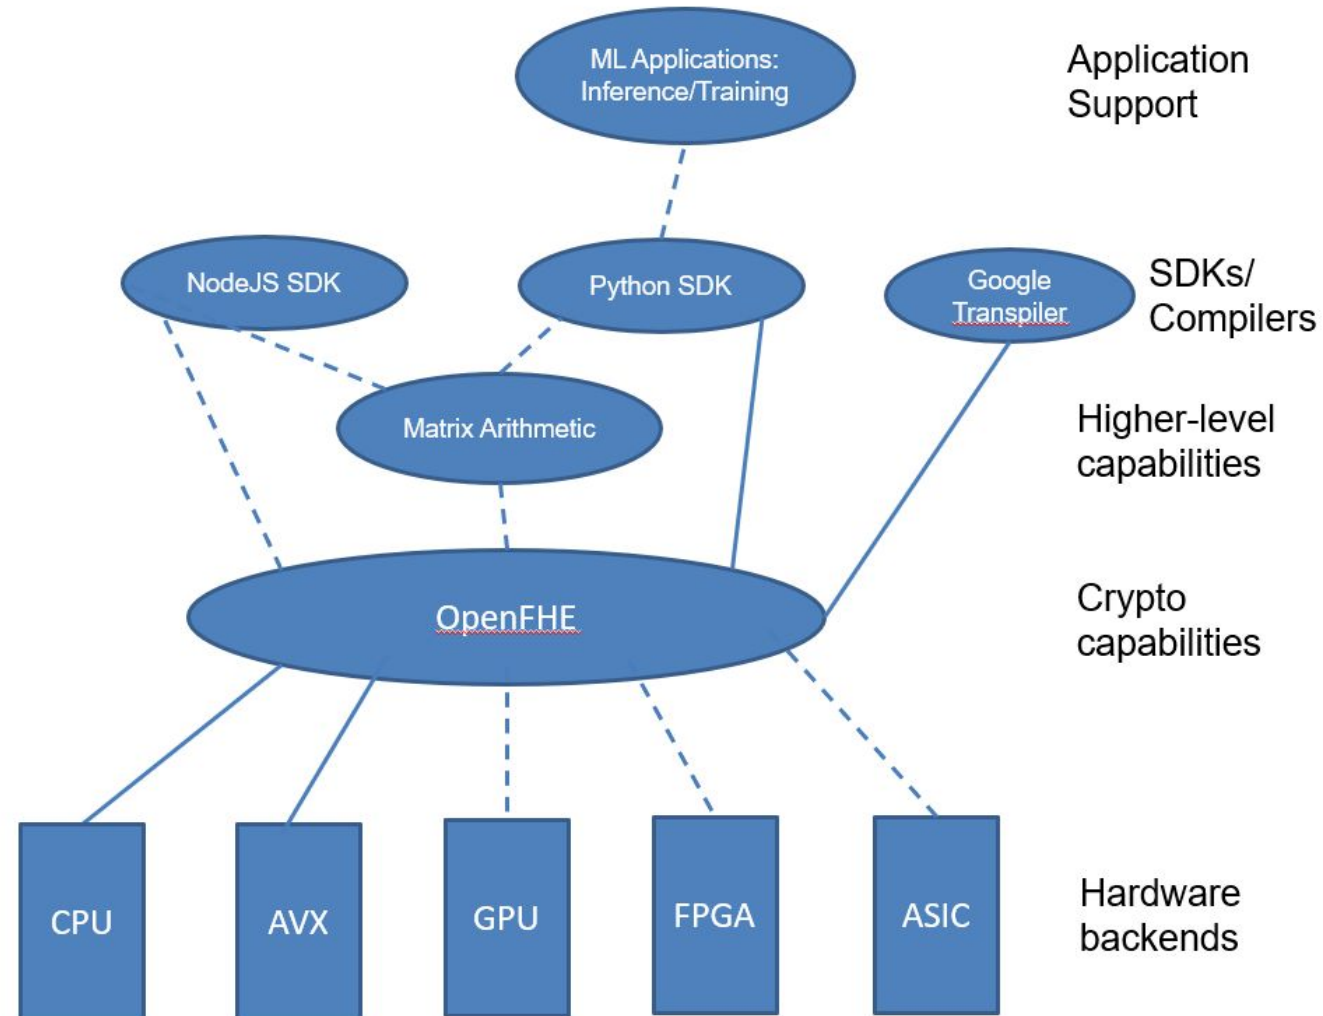 ML Applications:
Inference/Training
Application
Support
NodeJS SDK
Python SDK
Google
Transpiler
SDKs/
Compilers
Matrix Arithmetic
Higher-level
capabilities
OpenFHE
Crypto
capabilities
CPU
AVX
GPU
FPGA
ASIC
Hardware
backends